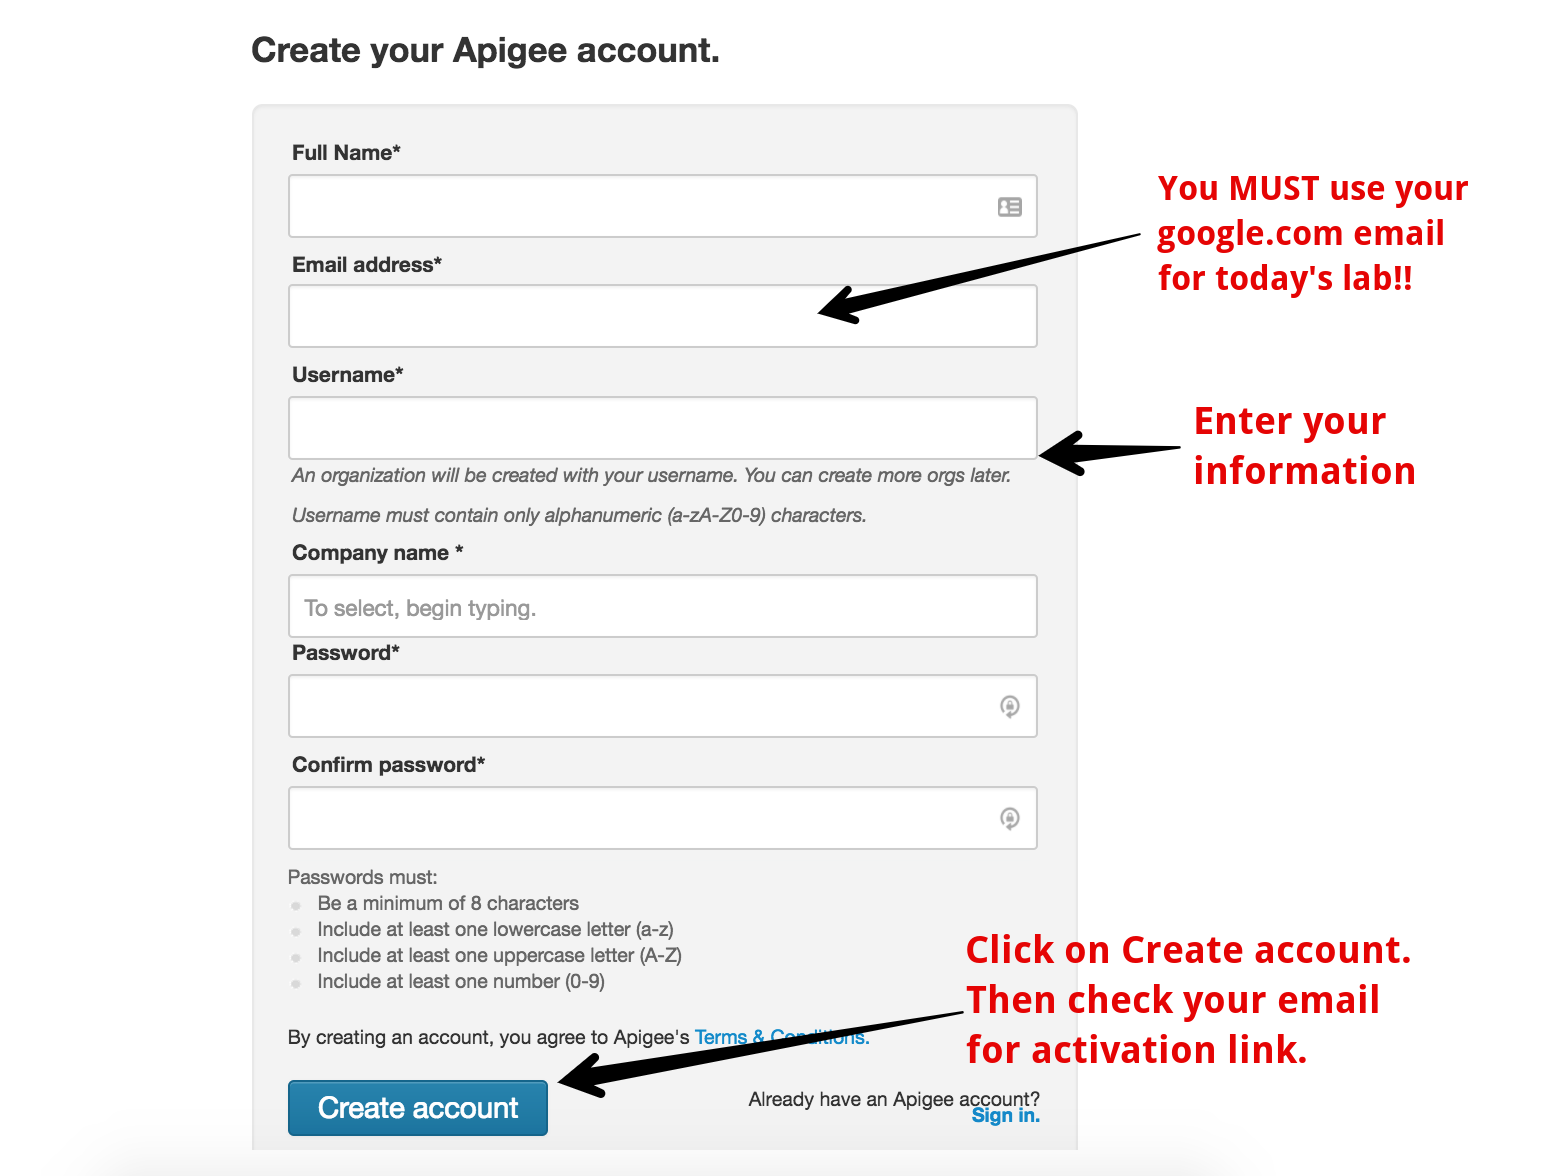 Create your Apigee account.
Full Name*
You MUST use your
google.com email
for today's lab!!
Email address*
Username*
Enter your
information
An organization will be created with your username. You can create more orgs later.
Username must contain only alphanumeric (a-zA-Z0-9) characters.
Company name *
To select, begin typing.
Password*
Confirm password*
Passwords must:
Be a minimum of 8 characters
Include at least one lowercase letter (a-z)
Include at least one uppercase letter (A-Z)
Include at least one number (0-9)
Click on Create account.
Then check your email
for activation link.
By creating an account, you agree to Apigee's Terms & Conditions.
Create account
Already have an Apigee account?
Sign in.